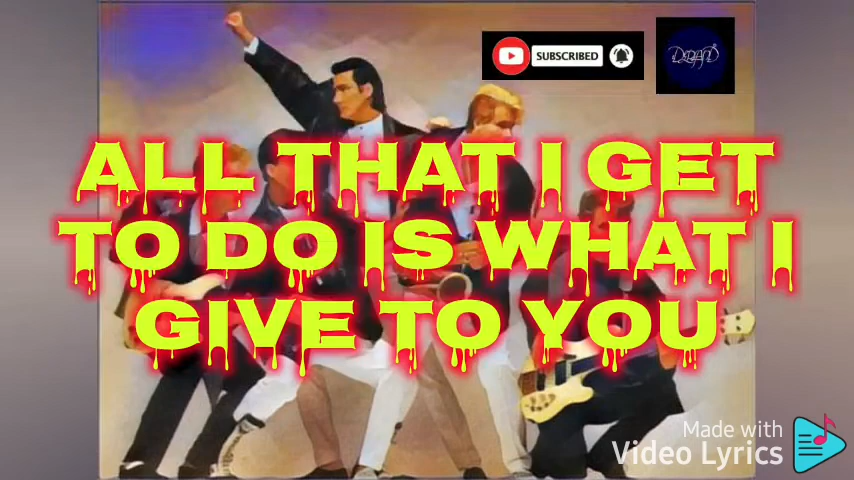 SUBSCRIBED
ALL THAT I GET
TO DO IS WHAT I
GIVE TO YOU
Made with
Video Lyrics